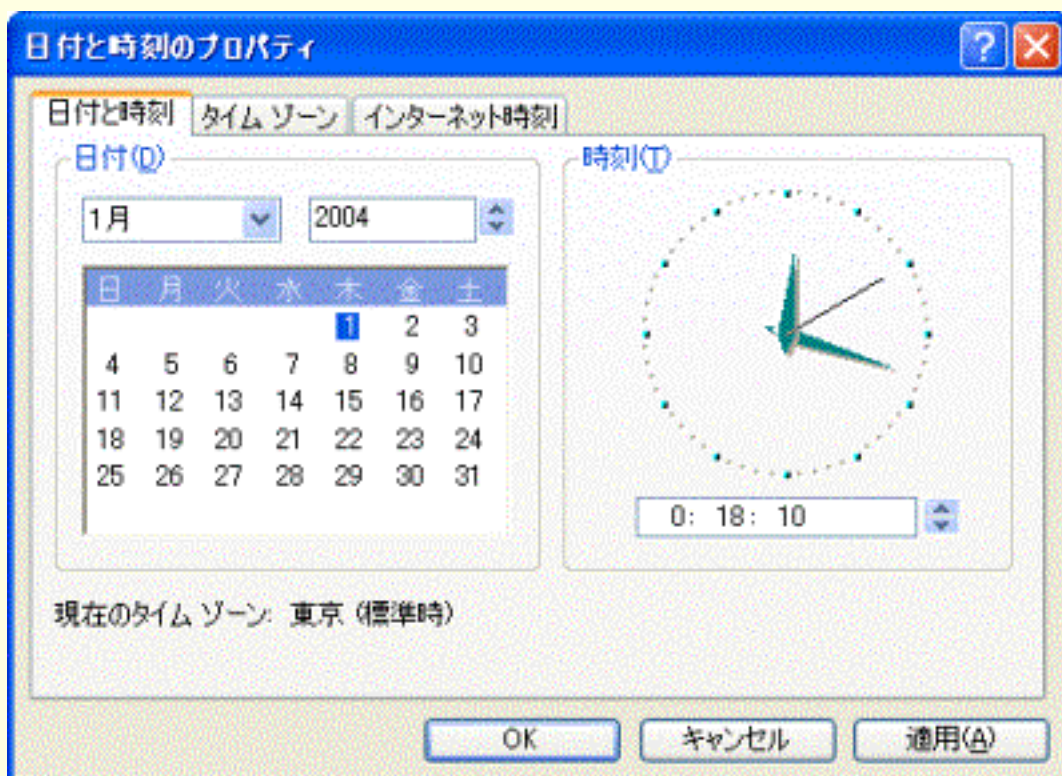 日付と時刻のプロパティ
日付と時刻 タイム ゾーン インターネット時刻
日付(D)
1月 2004
日 月 火 水 木 金 土
1 2 3
4 5 6 7 8 9 10
11 12 13 14 15 16 17
18 19 20 21 22 23 24
25 26 27 28 29 30 31
時刻(T)
0: 18: 10
現在のタイム ゾーン: 東京 (標準時)
OK キャンセル 適用(A)